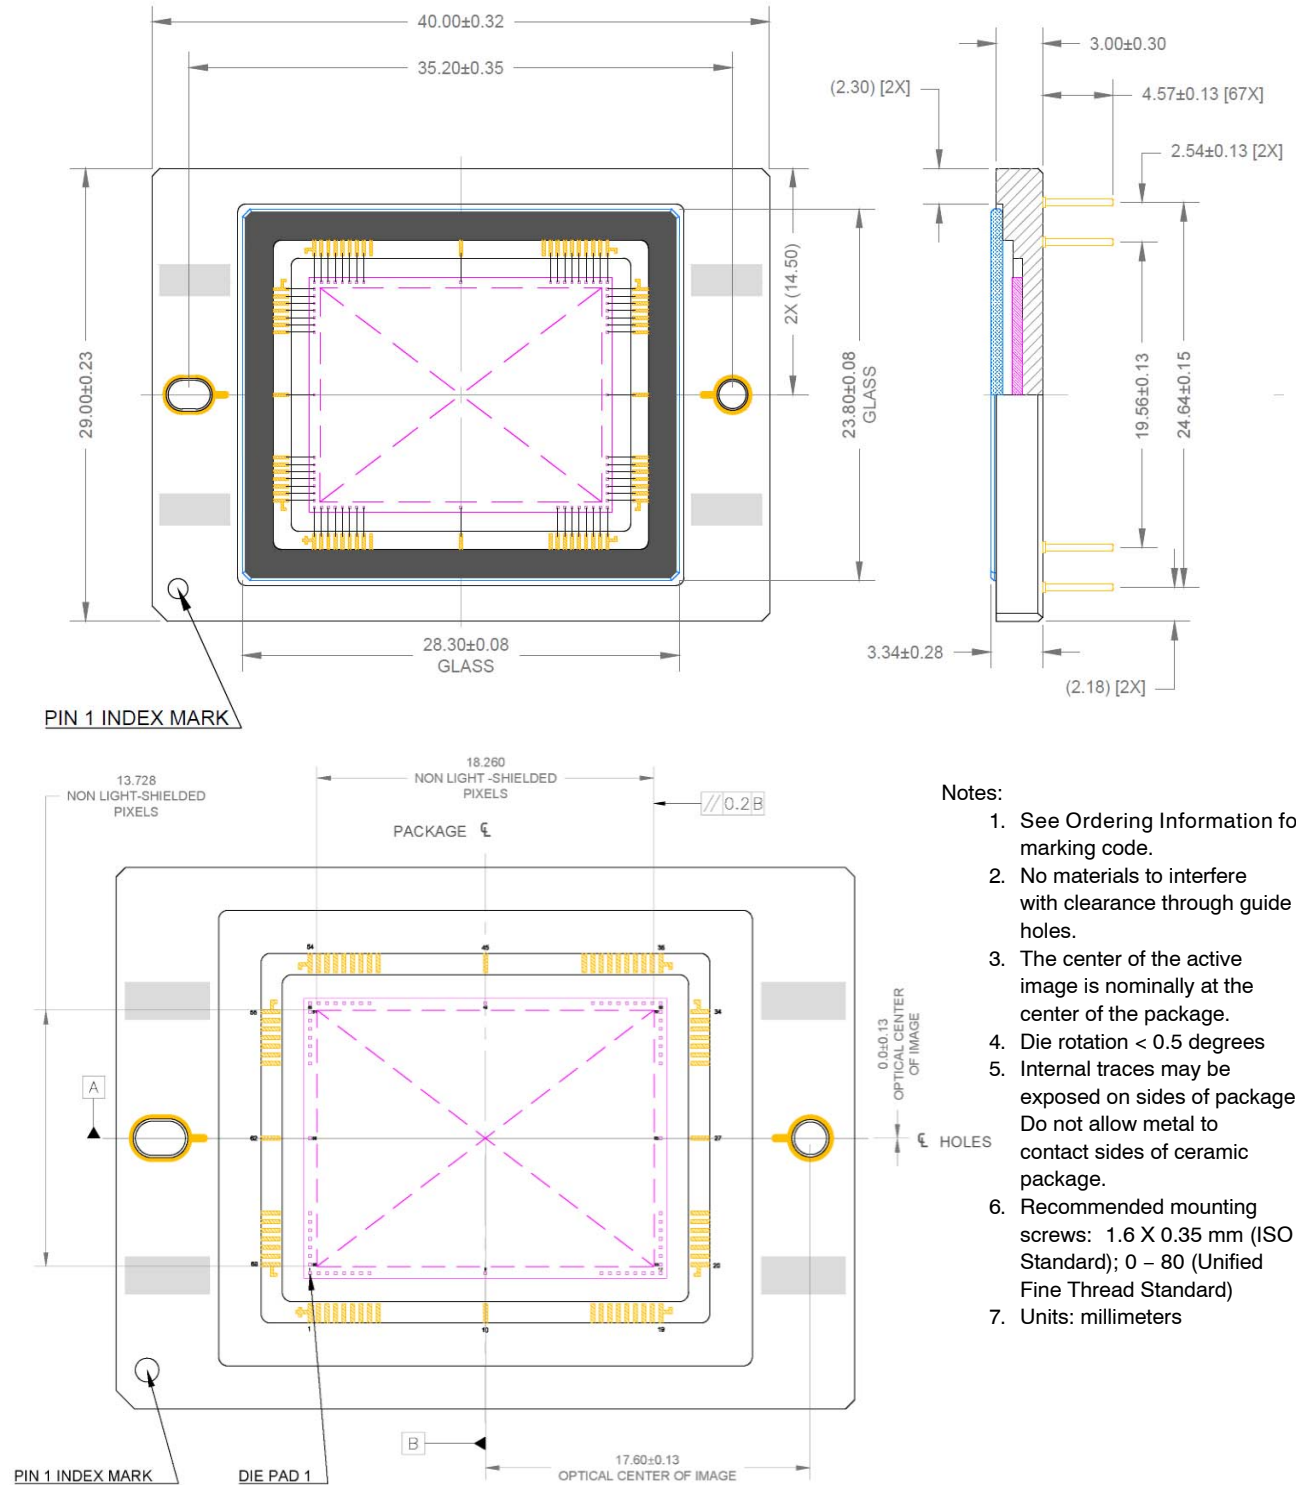 40.00±0.32
35.20±0.35
3.00±0.30
(2.30) [2X]
4.57±0.13 [67X]
2.54±0.13 [2X]
2X (14.50)
29.00±0.23
23.80±0.08
GLASS
19.56±0.13
24.64±0.15
28.30±0.08
GLASS
3.34±0.28
(2.18) [2X]
PIN 1 INDEX MARK
13.728
NON LIGHT-SHIELDED
PIXELS
18.260
NON LIGHT -SHIELDED
PIXELS
// 0.2 B
PACKAGE ℄
Notes:
1. See Ordering Information fo
marking code.
2. No materials to interfere
with clearance through guide
holes.
3. The center of the active
image is nominally at the
center of the package.
4. Die rotation < 0.5 degrees
5. Internal traces may be
exposed on sides of package
Do not allow metal to
contact sides of ceramic
package.
6. Recommended mounting
screws: 1.6 X 0.35 mm (ISO
Standard); 0 – 80 (Unified
Fine Thread Standard)
7. Units: millimeters
54
45
36
34
0.0±0.13
OPTICAL CENTER
OF IMAGE
A
62
27
℄ HOLES
1
10
19
B
17.60±0.13
OPTICAL CENTER OF IMAGE
PIN 1 INDEX MARK
DIE PAD 1